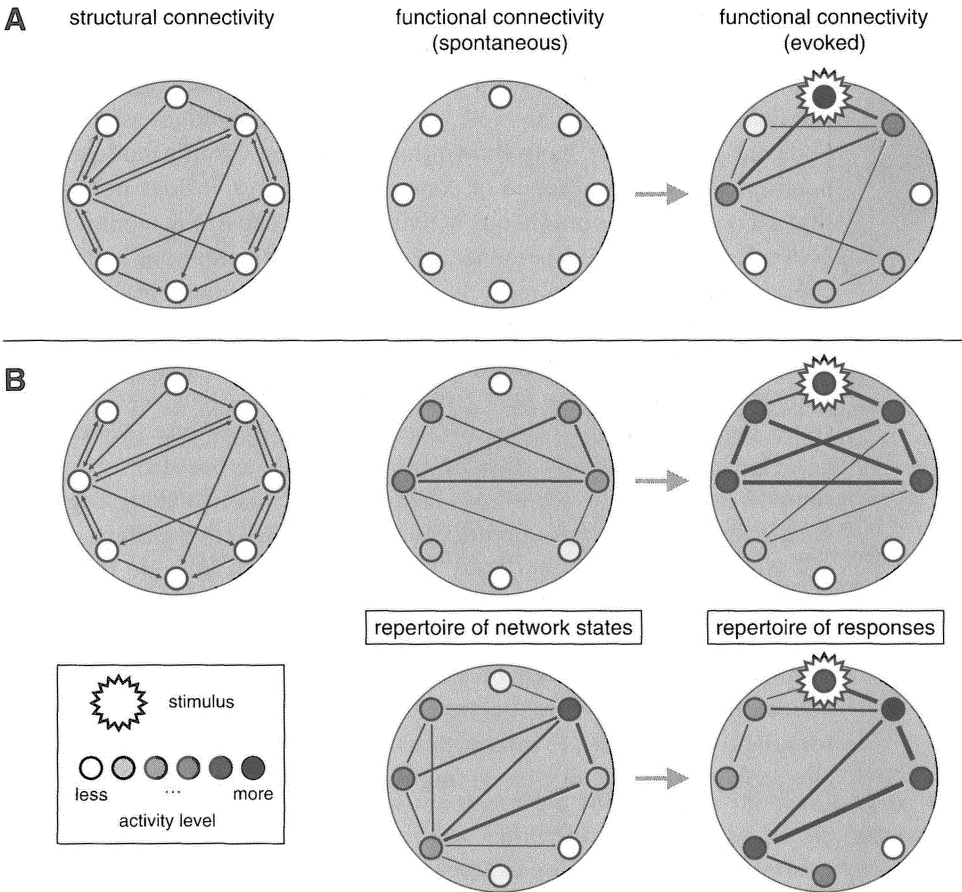 A
structural connectivity
functional connectivity
(spontaneous)
functional connectivity
(evoked)
B
repertoire of network states
repertoire of responses
stimulus
less
...
more
activity level